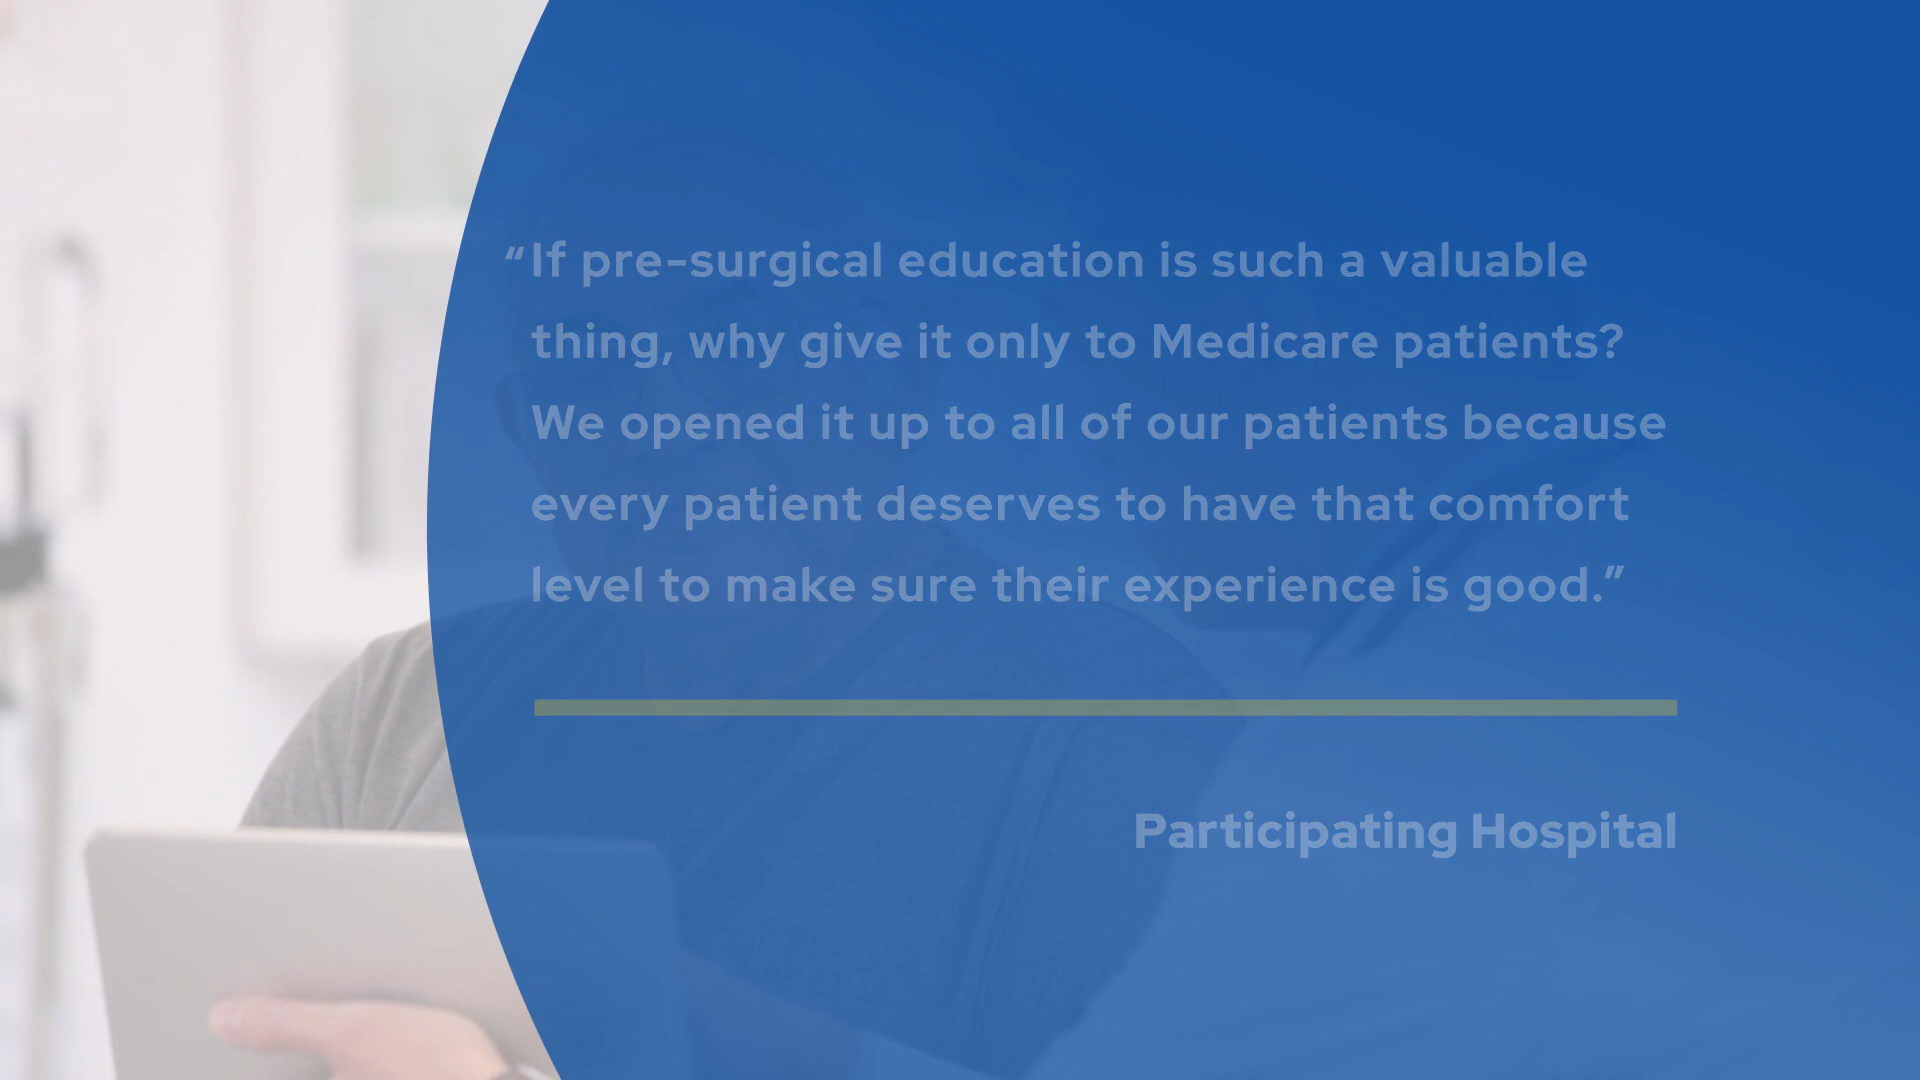 “If pre-surgical education is such a valuable
thing, why give it only to Medicare patients?
We opened it up to all of our patients because
every patient deserves to have that comfort
level to make sure their experience is good.”
Participating Hospital